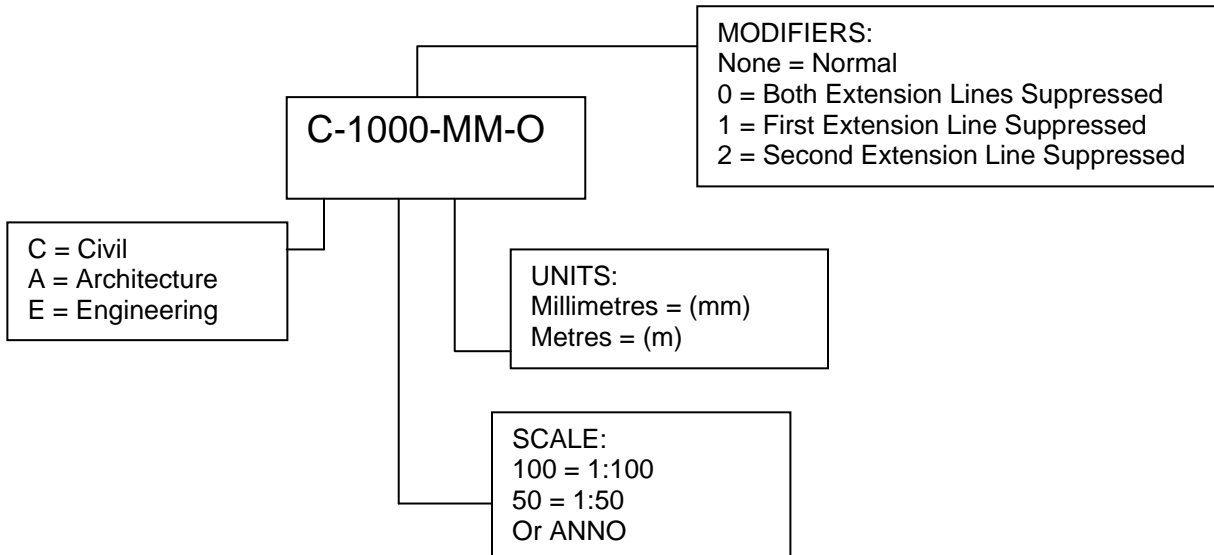 MODIFIERS:
None = Normal
0 = Both Extension Lines Suppressed
1 = First Extension Line Suppressed
2 = Second Extension Line Suppressed
C-1000-MM-O
C = Civil
A = Architecture
E = Engineering
UNITS:
Millimetres = (mm)
Metres = (m)
SCALE:
100 = 1:100
50 = 1:50
Or ANNO